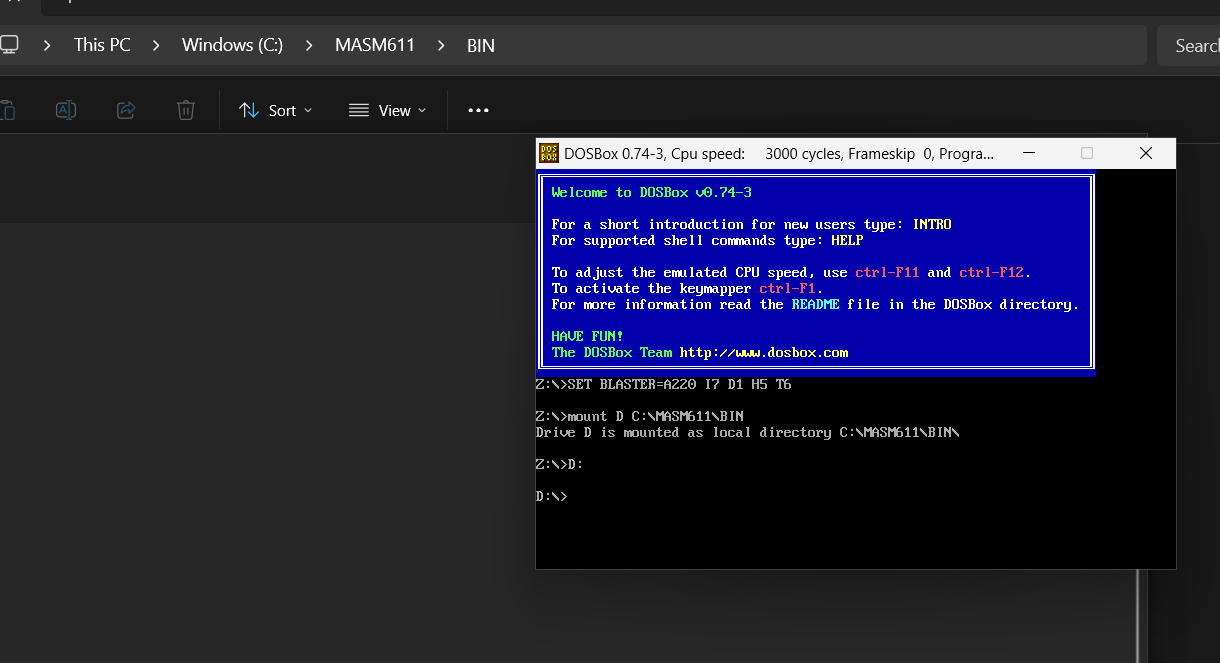 This PC > Windows (C:) > MASM611 > BIN
Search
Sort
View
DOSBox 0.74-3, Cpu speed: 3000 cycles, Frameskip 0, Progra...
Welcome to DOSBox v0.74-3
For a short introduction for new users type: INTRO
For supported shell commands type: HELP
To adjust the emulated CPU speed, use ctrl-F11 and ctrl-F12.
To activate the keymapper ctrl-F1.
For more information read the README file in the DOSBox directory.
HAVE FUN!
The DOSBox Team http://www.dosbox.com
Z:\>SET BLASTER=A220 I7 D1 H5 T6
Z:\>mount D C:\MASM611\BIN
Drive D is mounted as local directory C:\MASM611\BIN\
Z:\>D:
D:\>